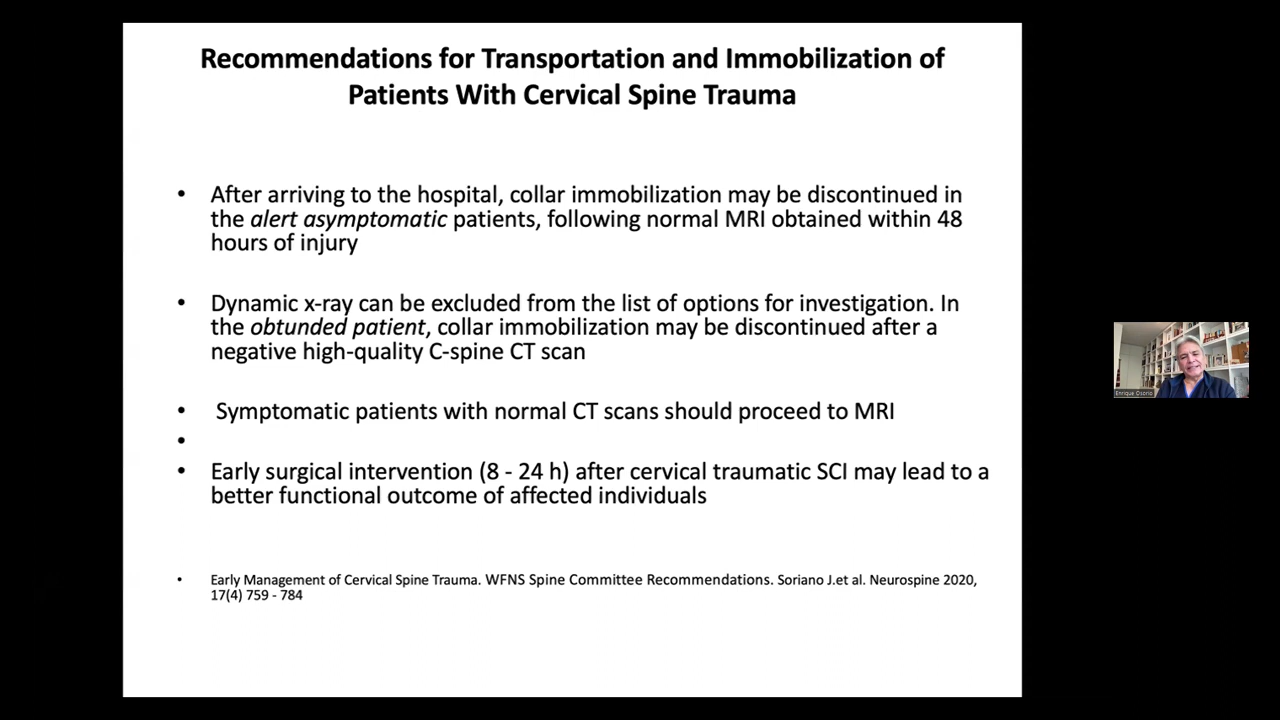 Recommendations for Transportation and Immobilization of
Patients With Cervical Spine Trauma
• After arriving to the hospital, collar immobilization may be discontinued in
the alert asymptomatic patients, following normal MRI obtained within 48
hours of injury
• Dynamic x-ray can be excluded from the list of options for investigation. In
the obtunded patient, collar immobilization may be discontinued after a
negative high-quality C-spine CT scan
• Symptomatic patients with normal CT scans should proceed to MRI
•
• Early surgical intervention (8 - 24 h) after cervical traumatic SCI may lead to a
better functional outcome of affected individuals
• Early Management of Cervical Spine Trauma. WFNS Spine Committee Recommendations. Soriano J.et al. Neurospine 2020,
17(4) 759 - 784
Enrique Osorio